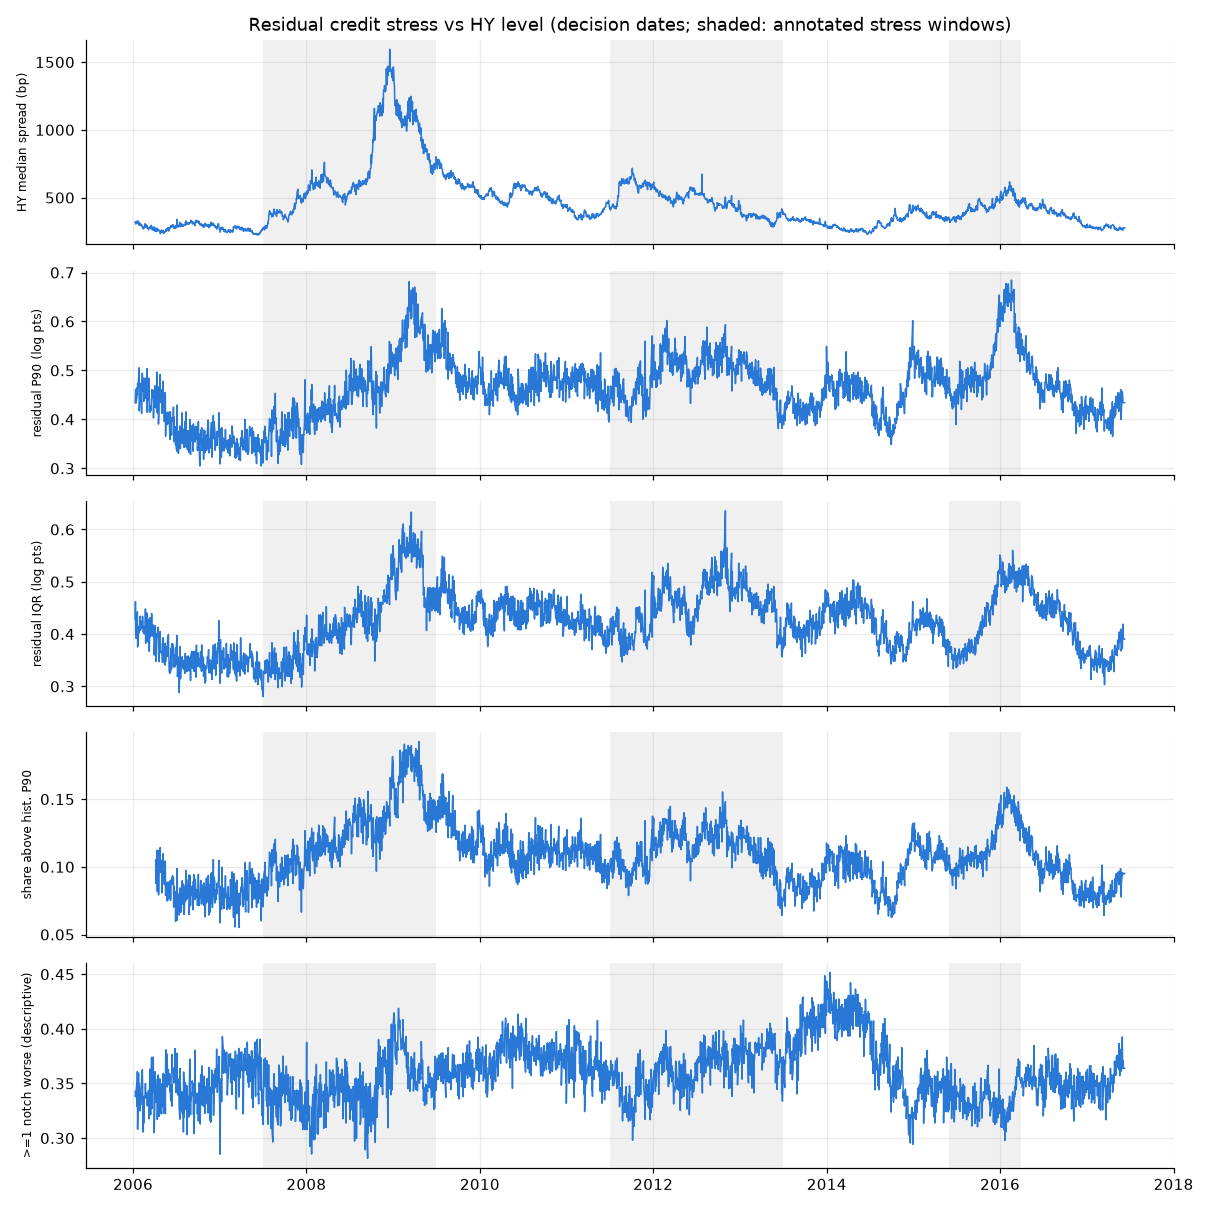 Residual credit stress vs HY level (decision dates; shaded: annotated stress windows)
HY median spread (bp)
1500
1000
500
residual P90 (log pts)
0.7
0.6
0.5
0.4
0.3
residual IQR (log pts)
0.6
0.5
0.4
0.3
share above hist. P90
0.15
0.10
0.05
>=1 notch worse (descriptive)
0.45
0.40
0.35
0.30
2006 2008 2010 2012 2014 2016 2018